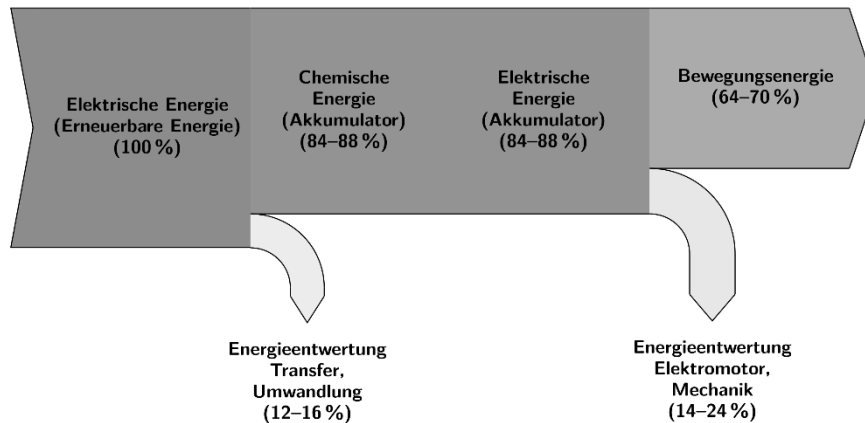 Elektrische Energie
(Erneuerbare Energie)
(100 %)
Chemische
Energie
(Akkumulator)
(84–88 %)
Elektrische
Energie
(Akkumulator)
(84–88 %)
Bewegungsenergie
(64–70 %)
Energieentwertung
Transfer,
Umwandlung
(12–16 %)
Energieentwertung
Elektromotor,
Mechanik
(14–24 %)